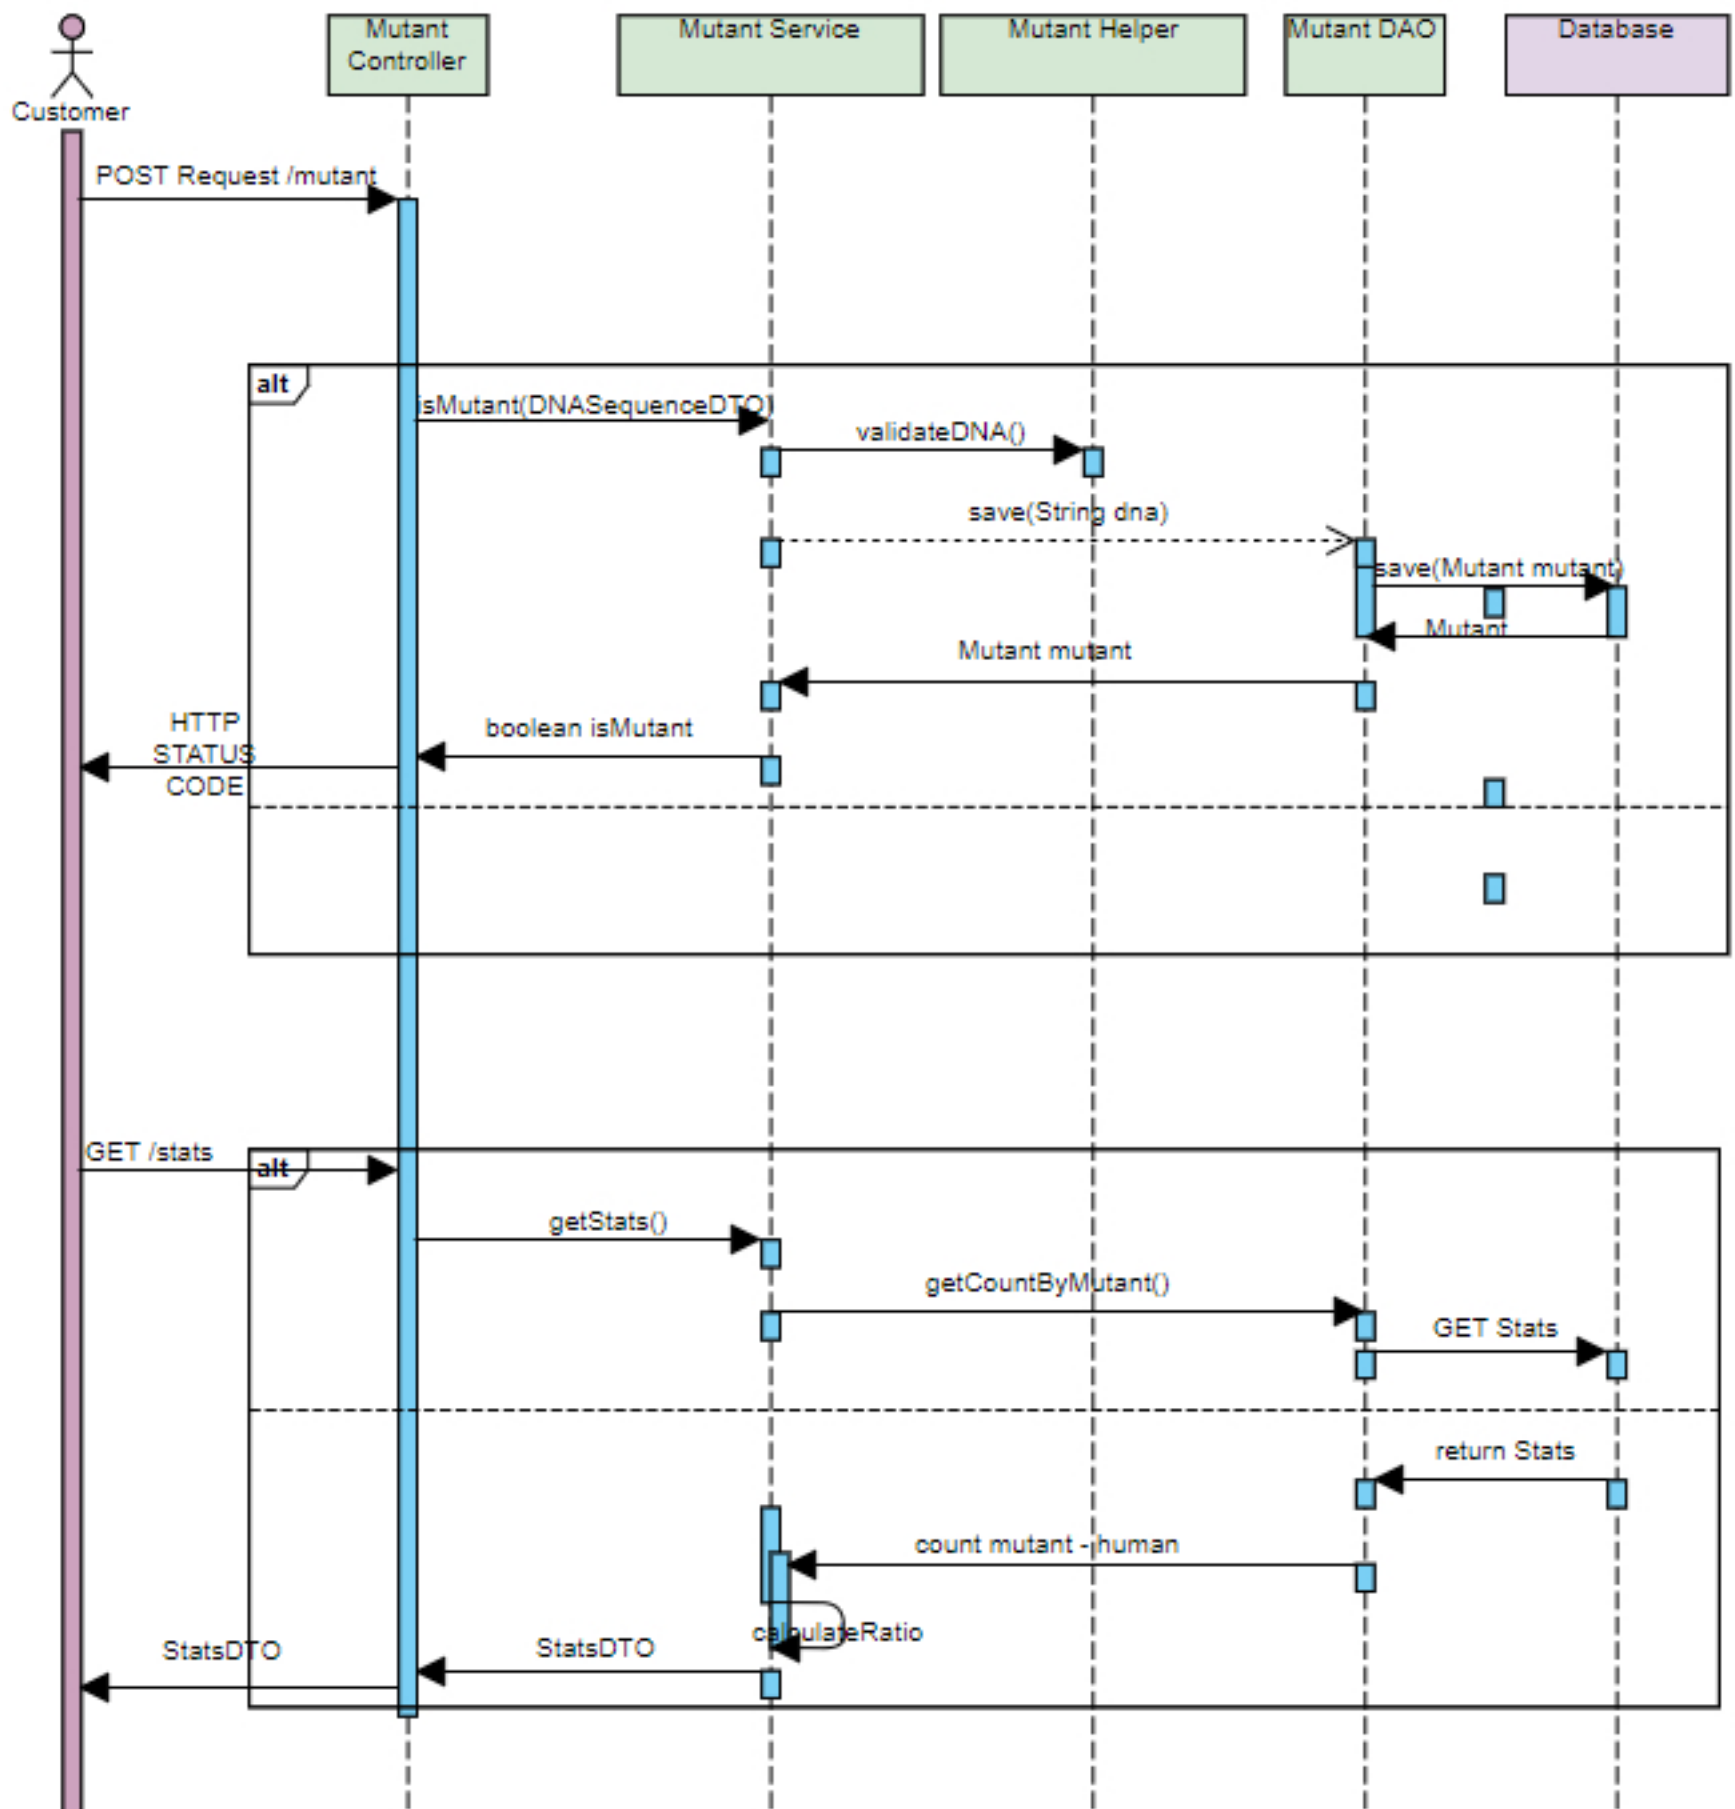 Mutant
Controller
Mutant Service
Mutant Helper
Mutant DAO
Database
Customer
POST Request /mutant
alt
isMutant(DNASequenceDTO)
validateDNA()
save(String dna)
save(Mutant mutant)
Mutant
Mutant mutant
HTTP
STATUS
CODE
boolean isMutant
GET /stats
alt
getStats()
getCountByMutant()
GET Stats
return Stats
count mutant - human
calculateRatio
StatsDTO
StatsDTO